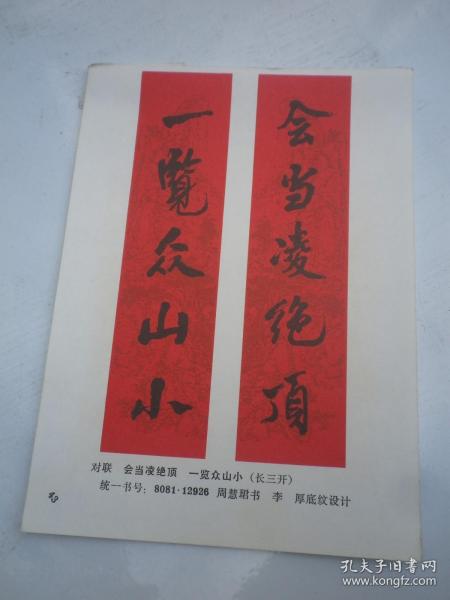 会当凌绝顶
一覽众山小
对联 会当凌绝顶 一览众山小（长三开）
统一书号：8081·12926 周慧珺书 李 厚底纹设计
孔夫子旧书网
www.kongfz.com